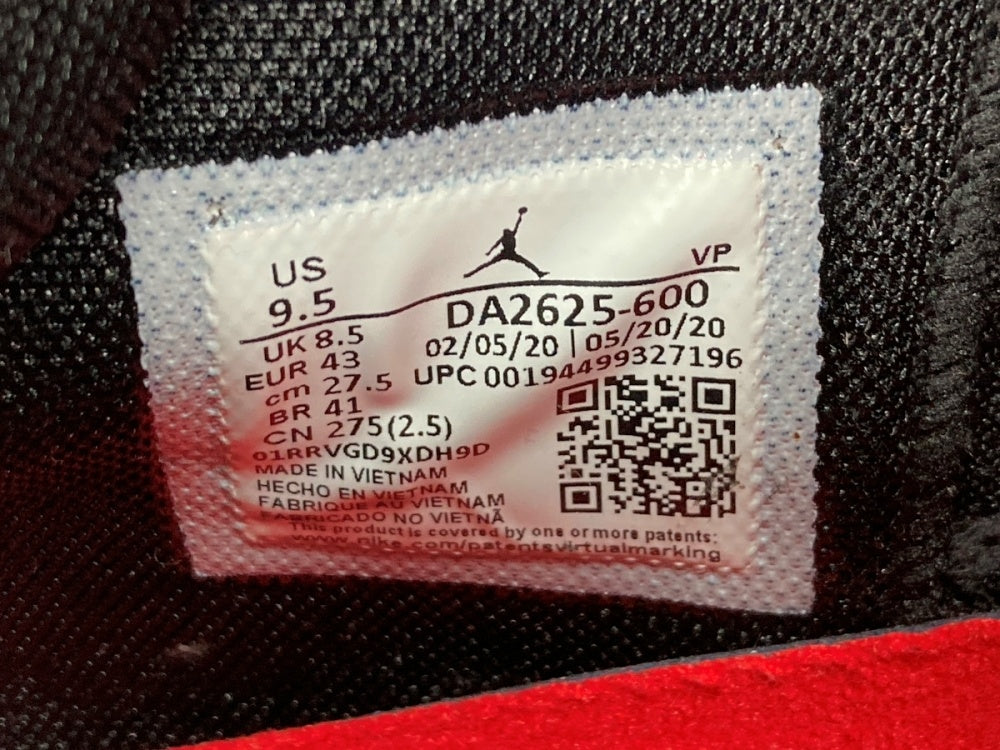 US
9.5
UK 8.5
EUR 43
cm 27.5
BR 41
CN 275(2.5)
VP
DA2625-600
02/05/20 | 05/20/20
UPC 00194499327196
o1RRVGD9XDH9D
MADE IN VIETNAM
HECHO EN VIETNAM
FABRIQUE AU VIETNAM
FABRICADO NO VIETNÃ
This product is covered by one or more patents:
www.nike.com/patentsvirtualmarking